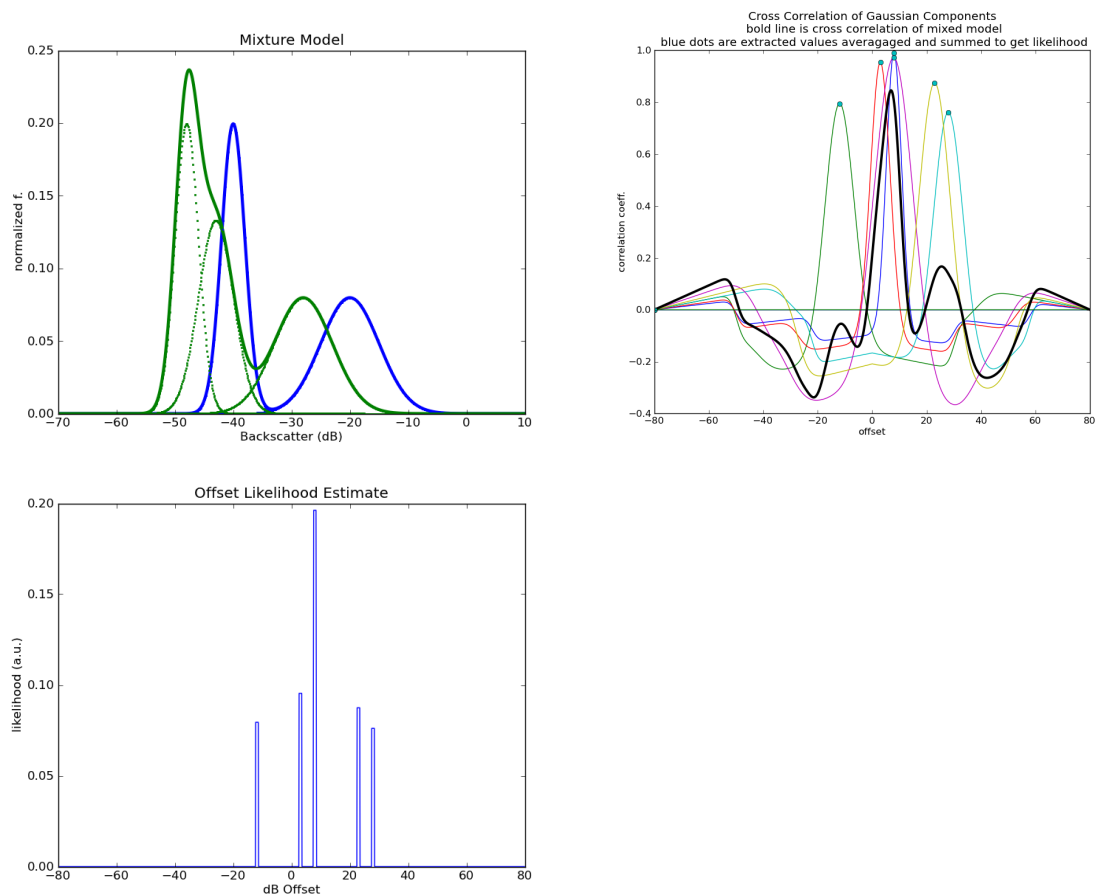 Mixture Model
0.25
0.20
0.15
0.10
0.05
0.00
normalized f.
−70 −60 −50 −40 −30 −20 −10 0 10
Backscatter (dB)
Cross Correlation of Gaussian Components
bold line is cross correlation of mixed model
blue dots are extracted values averagaged and summed to get likelihood
1.0
0.8
0.6
0.4
0.2
0.0
−0.2
−0.4
correlation coeff.
−80 −60 −40 −20 0 20 40 60 80
offset
Offset Likelihood Estimate
0.20
0.15
0.10
0.05
0.00
likelihood (a.u.)
−80 −60 −40 −20 0 20 40 60 80
dB Offset